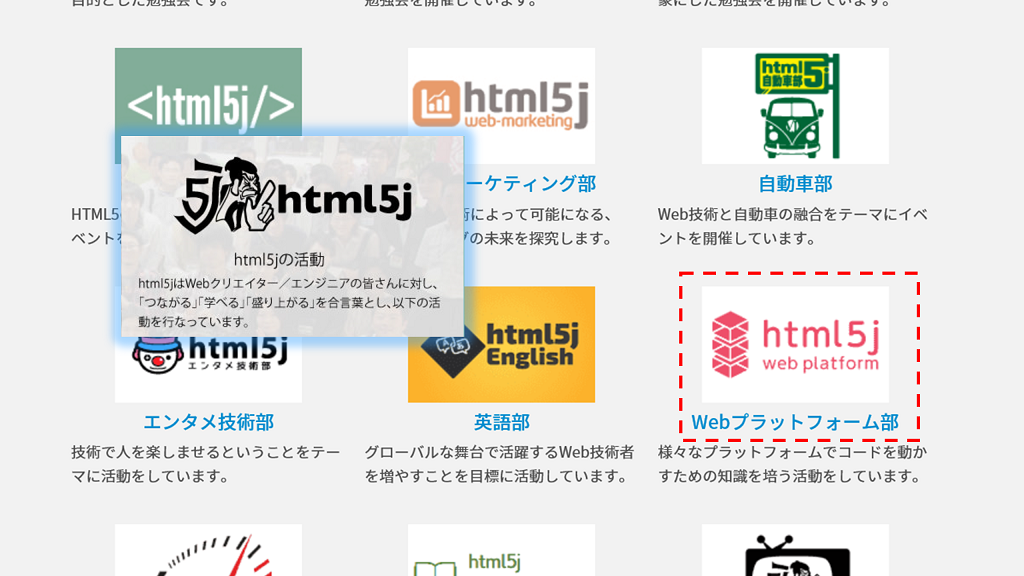 目的とした勉強会です。
勉強会を開催しています。
象にした勉強会を開催しています。
<html5j/>
html5j
web-marketing
html
5j
自動車部
ーケティング部
自動車部
HTML5
術によって可能になる、
Web技術と自動車の融合をテーマにイベ
ベントを
グの未来を探究します。
ントを開催しています。
5J html5j
html5jの活動
html5jはWebクリエイター／エンジニアの皆さんに対し、
「つながる」「学べる」「盛り上がる」を合言葉とし、以下の活
動を行なっています。
html5j
エンタメ技術部
html5j
English
html5j
web platform
エンタメ技術部
英語部
Webプラットフォーム部
技術で人を楽しませるということをテー
マに活動をしています。
グローバルな舞台で活躍するWeb技術者
を増やすことを目標に活動しています。
様々なプラットフォームでコードを動か
すための知識を培う活動をしています。
html5j